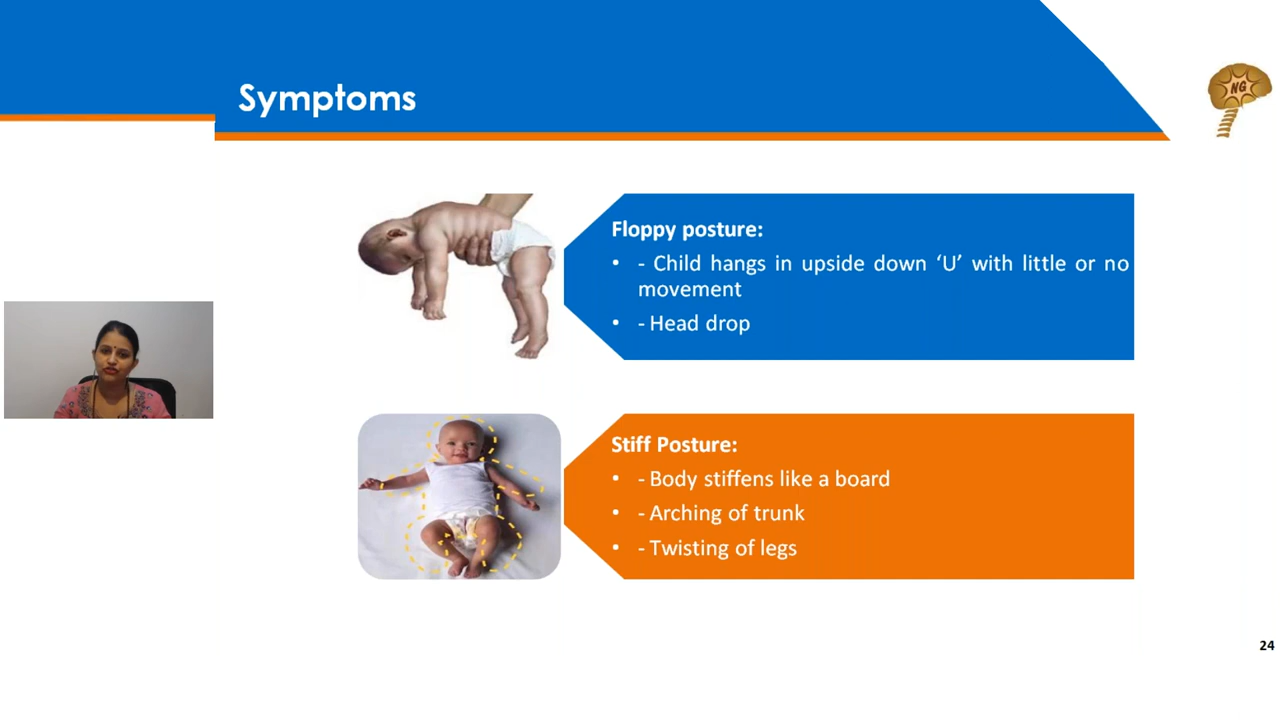 Symptoms
NG
Floppy posture:
• - Child hangs in upside down ‘U’ with little or no
movement
• - Head drop
Stiff Posture:
• - Body stiffens like a board
• - Arching of trunk
• - Twisting of legs
24